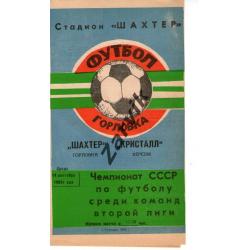 Стадион «ШАХТЕР»
ФУТБОЛ
ГОРЛОВКА
„ШАХТЕР" „КРИСТАЛЛ"
ГОРЛОВКА ХЕРСОН
Чемпионат СССР
по футболу
среди команд
второй лиги